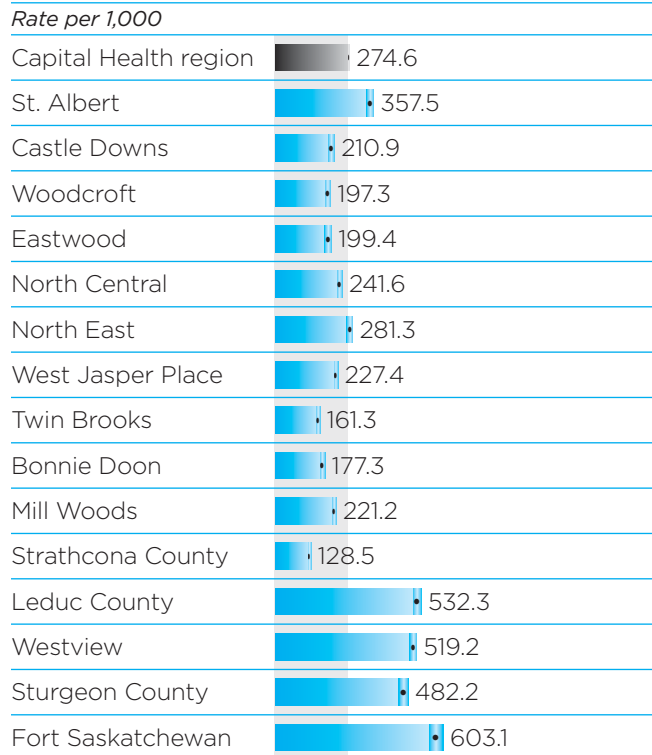 Rate per 1,000
Capital Health region 274.6
St. Albert 357.5
Castle Downs 210.9
Woodcroft 197.3
Eastwood 199.4
North Central 241.6
North East 281.3
West Jasper Place 227.4
Twin Brooks 161.3
Bonnie Doon 177.3
Mill Woods 221.2
Strathcona County 128.5
Leduc County 532.3
Westview 519.2
Sturgeon County 482.2
Fort Saskatchewan 603.1